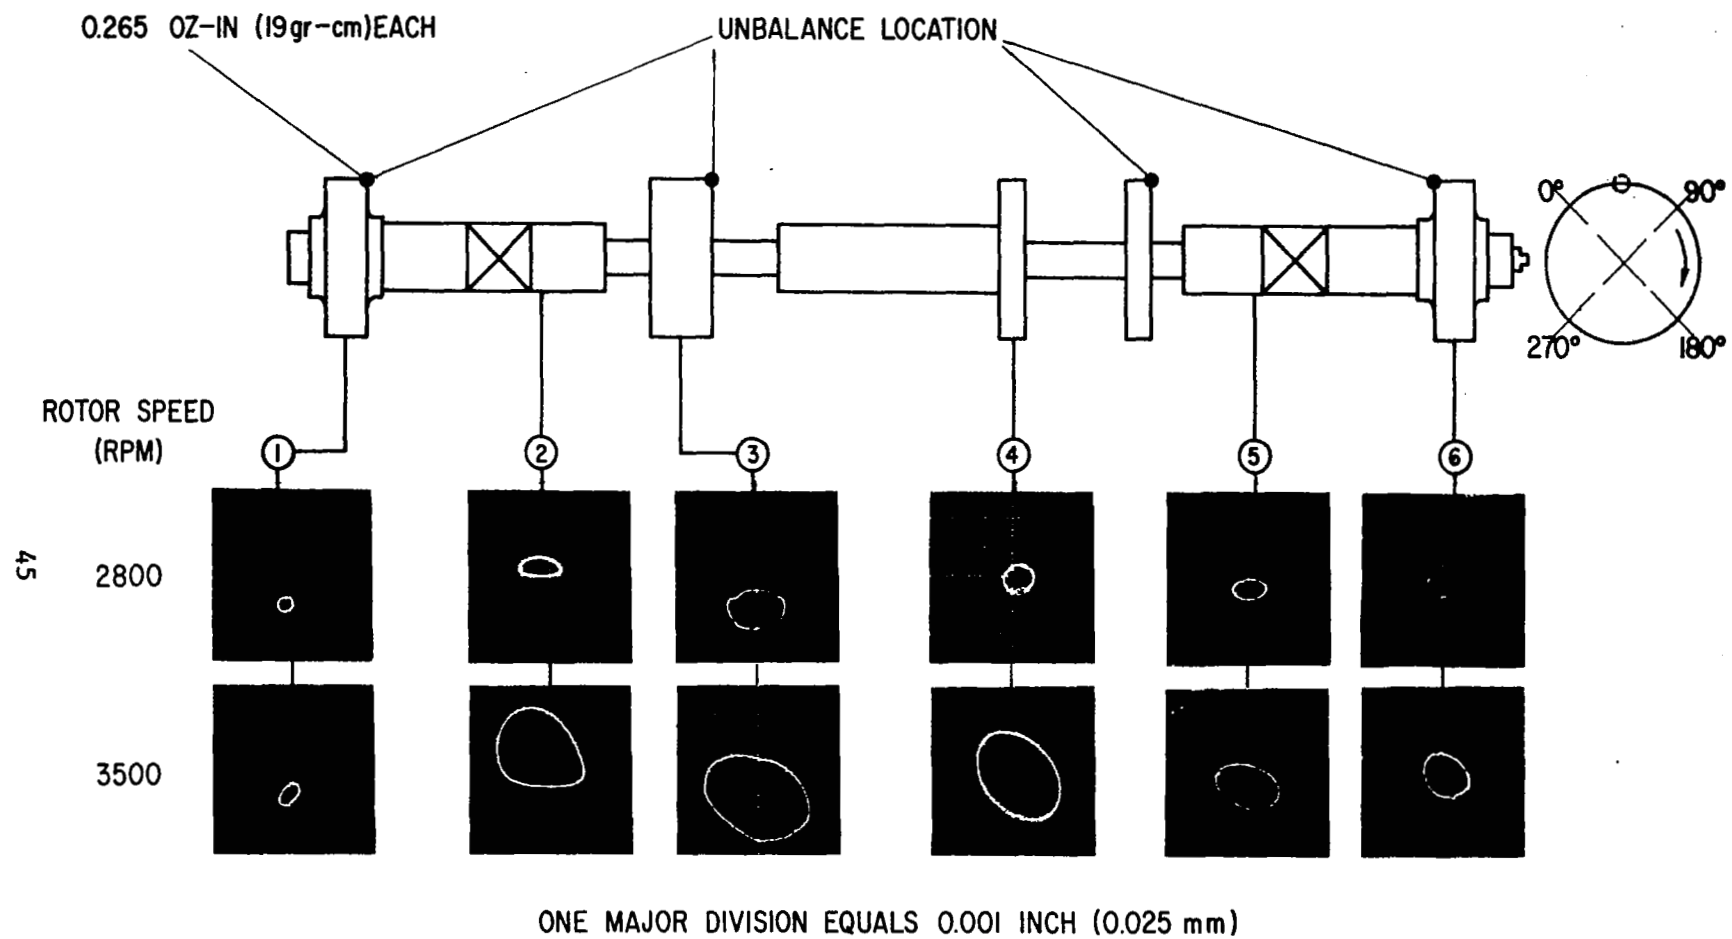 0.265 OZ-IN (19gr-cm)EACH
UNBALANCE LOCATION
0°
90°
270°
180°
ROTOR SPEED
(RPM)
1
2
3
4
5
6
2800
3500
45
ONE MAJOR DIVISION EQUALS 0.001 INCH (0.025 mm)